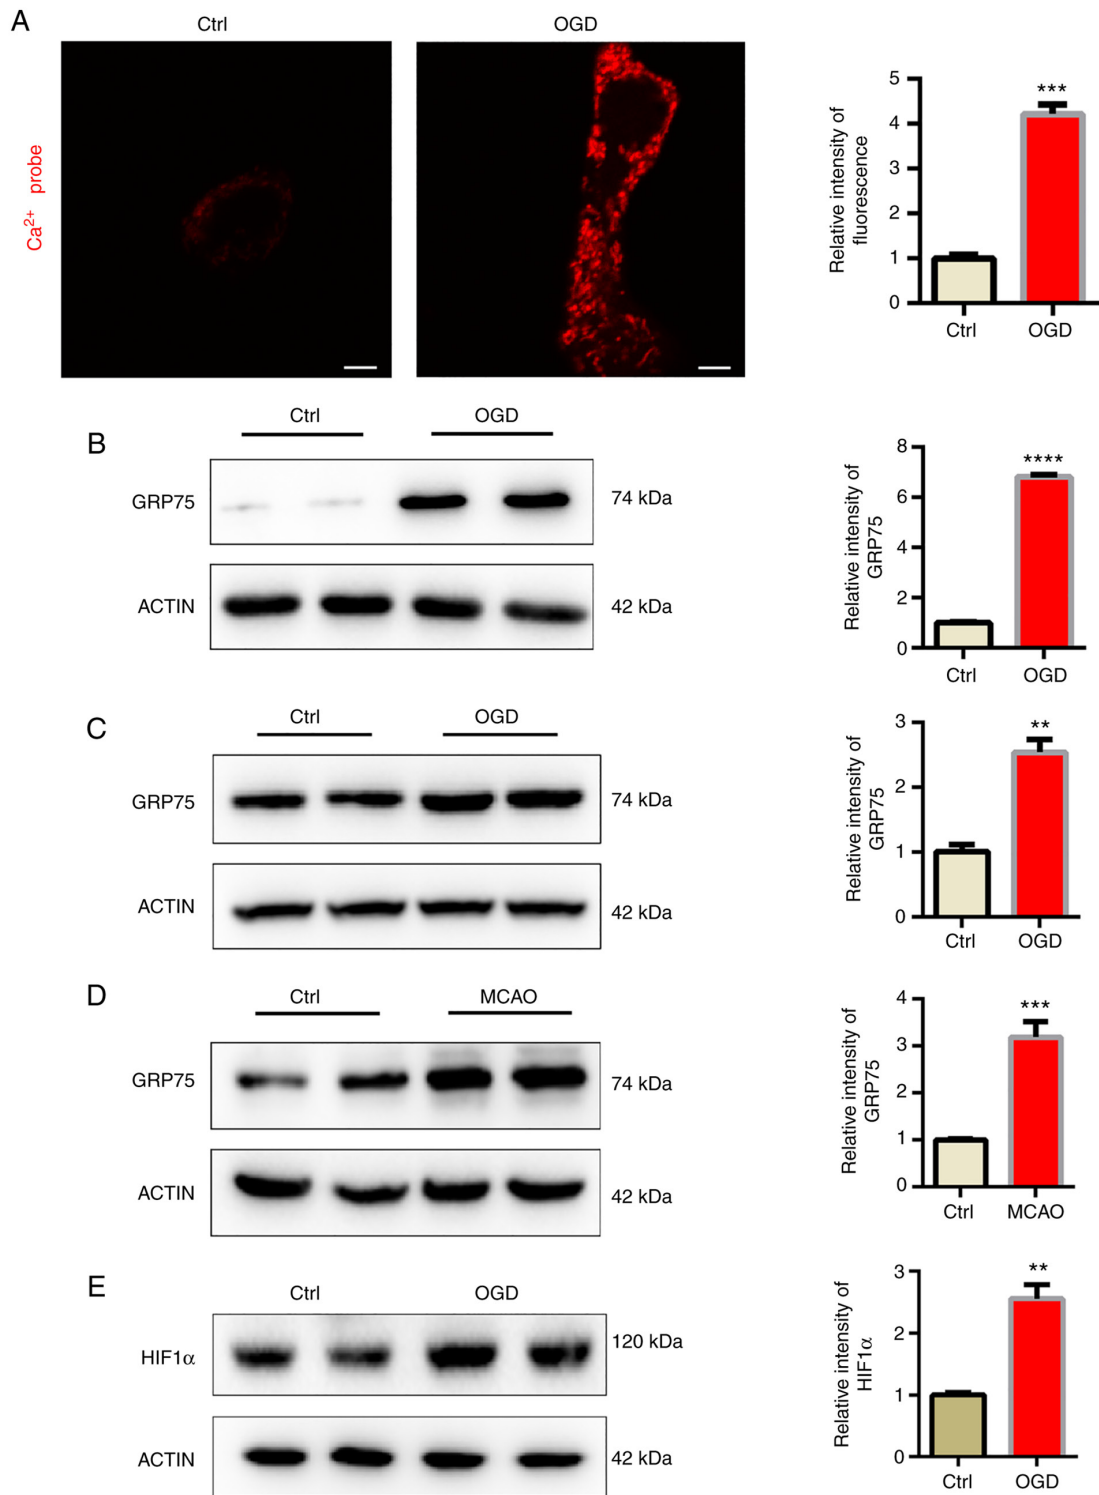 A
Ctrl
OGD
Ca2+ probe
Relative intensity of
fluorescence
5
4
3
2
1
0
***
Ctrl
OGD
B
Ctrl
OGD
GRP75
74 kDa
ACTIN
42 kDa
Relative intensity of
GRP75
8
6
4
2
0
****
Ctrl
OGD
C
Ctrl
OGD
GRP75
74 kDa
ACTIN
42 kDa
Relative intensity of
GRP75
3
2
1
0
**
Ctrl
OGD
D
Ctrl
MCAO
GRP75
74 kDa
ACTIN
42 kDa
Relative intensity of
GRP75
4
3
2
1
0
***
Ctrl
MCAO
E
Ctrl
OGD
HIF1α
120 kDa
ACTIN
42 kDa
Relative intensity of
HIF1α
3
2
1
0
**
Ctrl
OGD